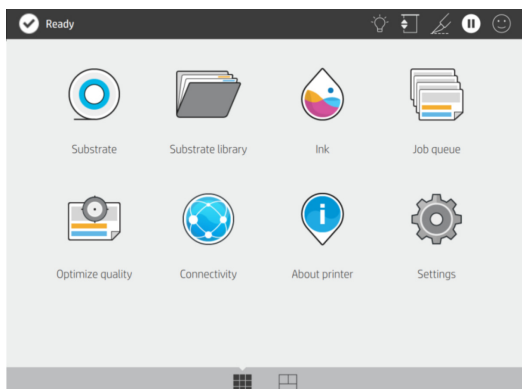 Ready
Substrate
Substrate library
Ink
Job queue
Optimize quality
Connectivity
About printer
Settings